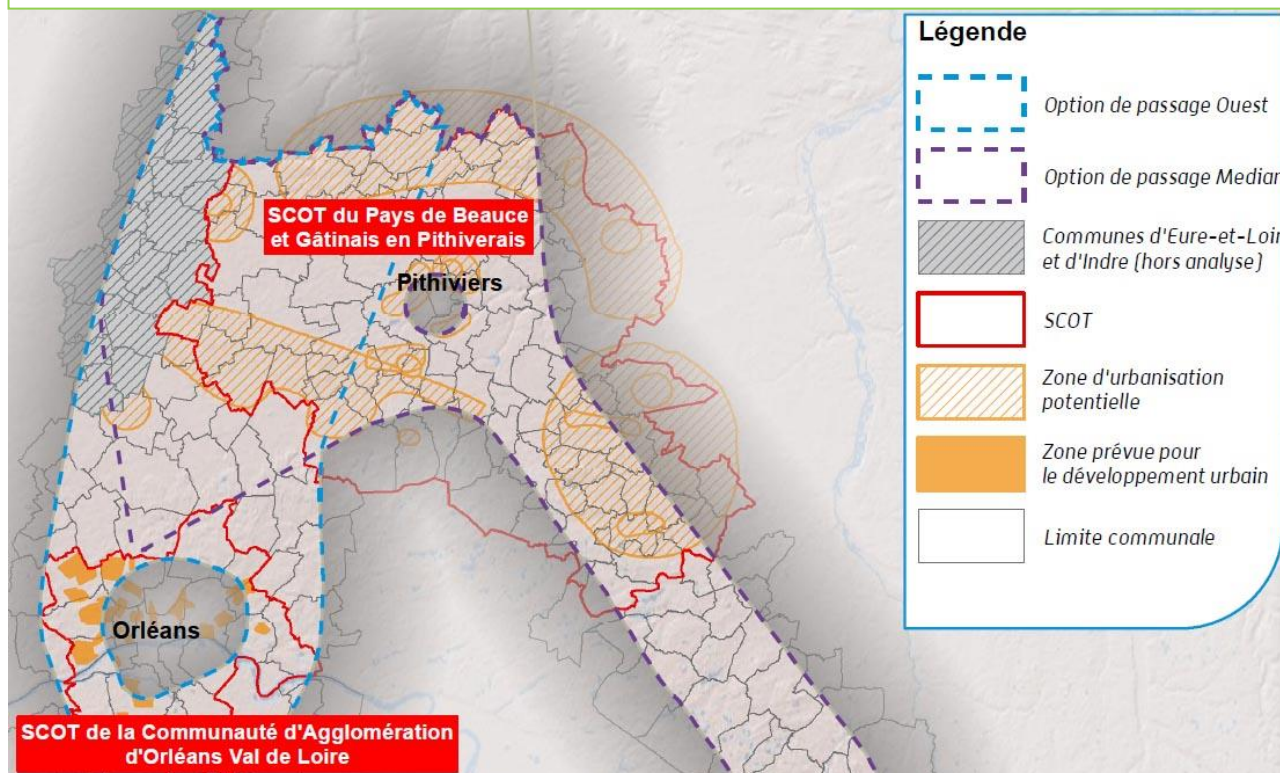 SCOT du Pays de Beauce
et Gâtinais en Pithiverais
Pithiviers
Orléans
SCOT de la Communauté d'Agglomération
d'Orléans Val de Loire
Légende
Option de passage Ouest
Option de passage Median
Communes d'Eure-et-Loir
et d'Indre (hors analyse)
SCOT
Zone d'urbanisation
potentielle
Zone prévue pour
le développement urbain
Limite communale